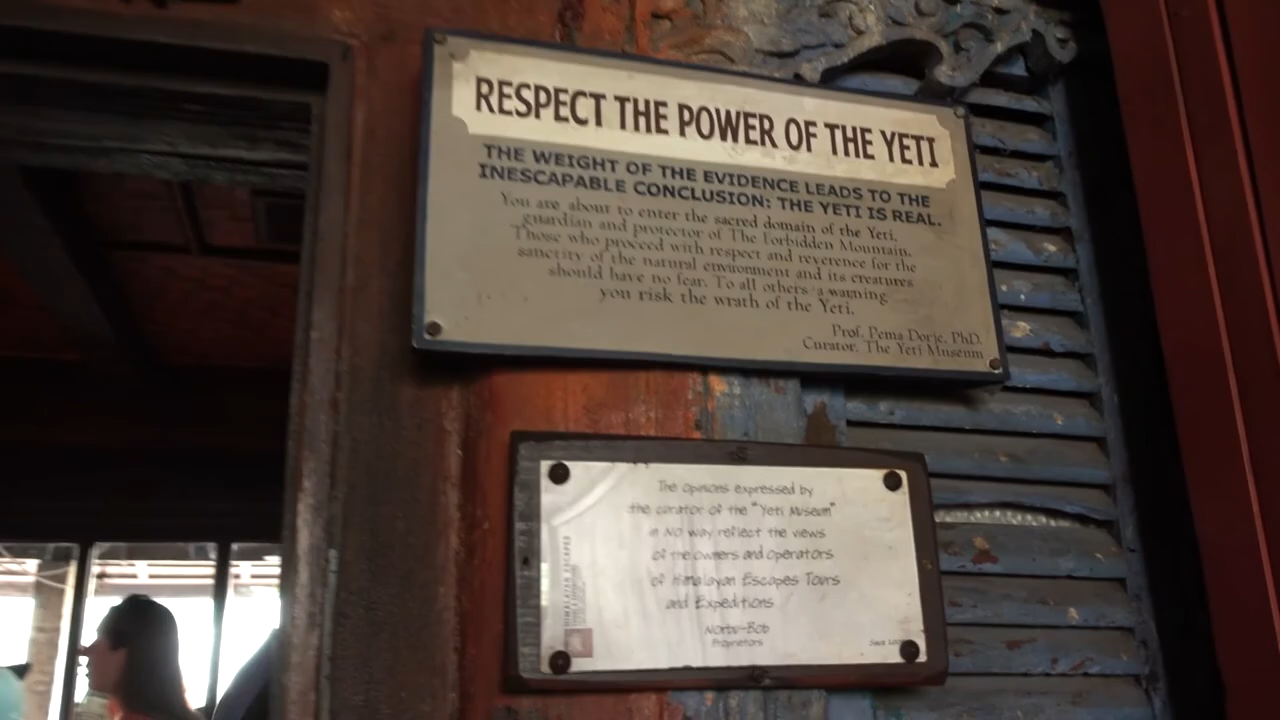 RESPECT THE POWER OF THE YETI
THE WEIGHT OF THE EVIDENCE LEADS TO THE
INESCAPABLE CONCLUSION: THE YETI IS REAL.
You are about to enter the sacred domain of the Yeti,
guardian and protector of The Forbidden Mountain.
Those who proceed with respect and reverence for the
sanctity of the natural environment and its creatures
should have no fear. To all others a warning
you risk the wrath of the Yeti.
Prof. Pema Dorje, PhD.
Curator, The Yeti Museum
The opinions expressed by
the curator of the "Yeti Museum"
in NO way reflect the views
of the owners and operators
of Himalayan Escapes Tours
and Expeditions
Norbu-Bob
Proprietors
HIMALAYAN ESCAPES